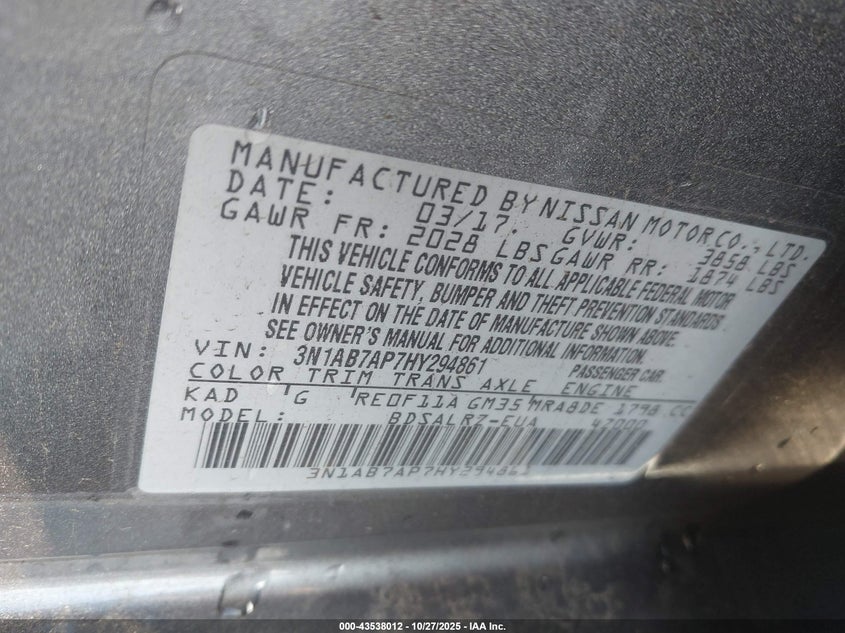 MANUFACTURED BY NISSAN MOTOR CO., LTD.
DATE: 03/17. GVWR: 3858 LBS
GAWR FR: 2028 LBS GAWR RR: 1874 LBS
THIS VEHICLE CONFORMS TO ALL APPLICABLE FEDERAL MOTOR
VEHICLE SAFETY, BUMPER AND THEFT PREVENTION STANDARDS
IN EFFECT ON THE DATE OF MANUFACTURE SHOWN ABOVE
SEE OWNER'S MANUAL FOR ADDITIONAL INFORMATION
VIN: 3N1AB7AP7HY294861 PASSENGER CAR
COLOR TRIM TRANS AXLE ENGINE
KAD G RE0F11A GM35 MRA8DE 1798 CC
MODEL: BDSALRZ-EUA 42000
3N1AB7AP7HY294861
000-43538012 - 10/27/2025 - IAA Inc.